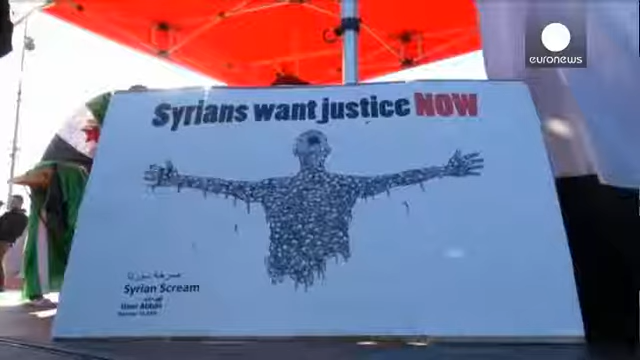 euronews
Syrians want justice NOW
صرخة سوريا
Syrian Scream